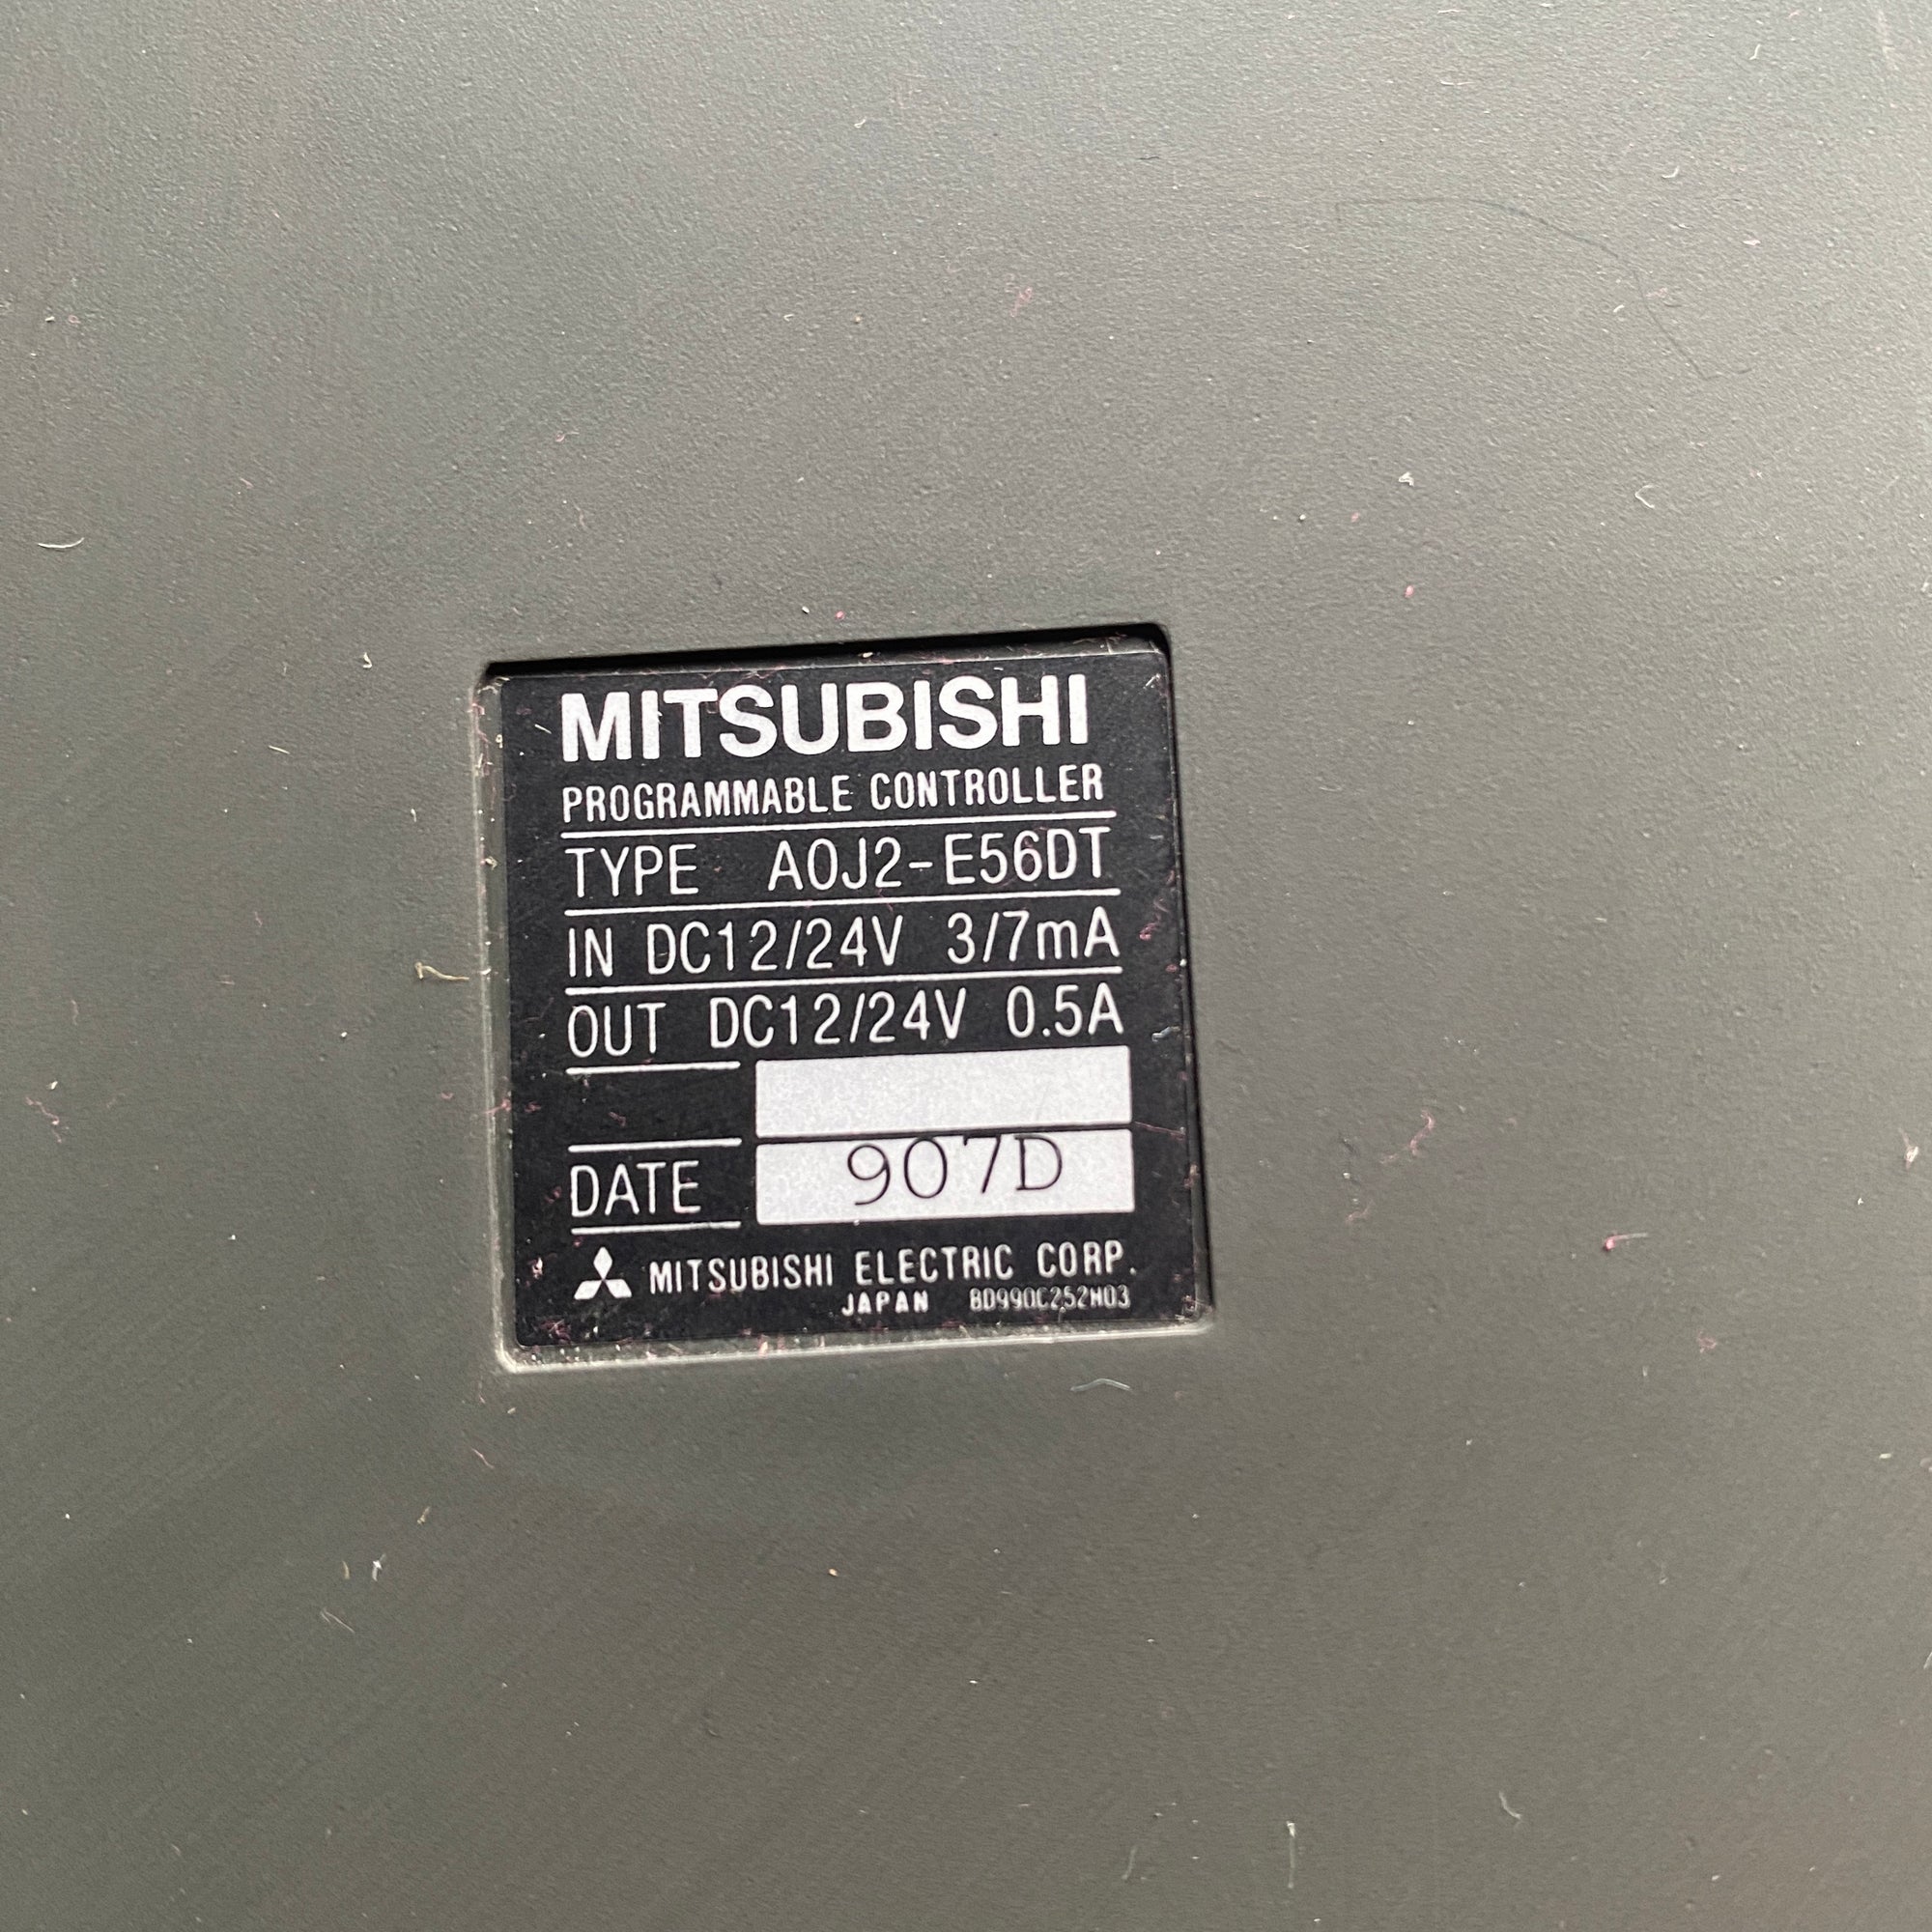 MITSUBISHI
PROGRAMMABLE CONTROLLER
TYPE A0J2-E56DT
IN DC12/24V 3/7mA
OUT DC12/24V 0.5A
DATE 907D
MITSUBISHI ELECTRIC CORP.
JAPAN BD990C252H03